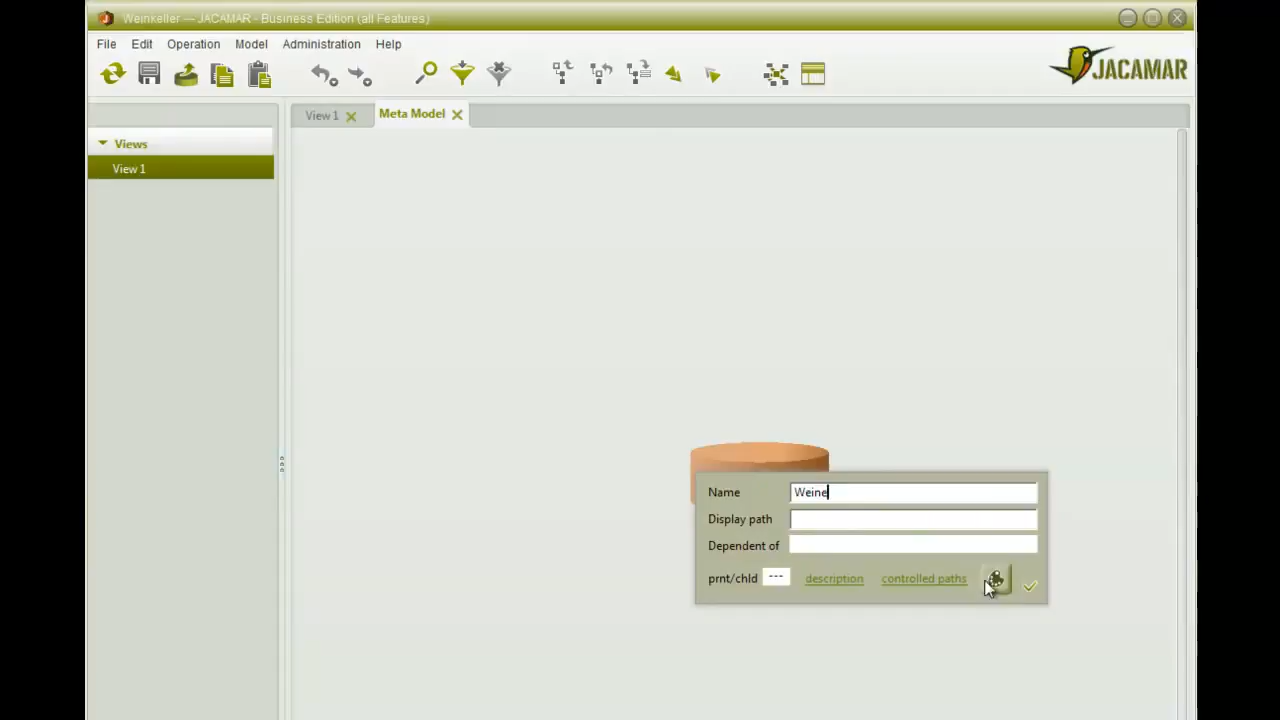 Weinkeller — JACAMAR - Business Edition (all Features)
File Edit Operation Model Administration Help
JACAMAR
View 1 Meta Model
Views
View 1
Name Weine
Display path
Dependent of
prnt/chld --- description controlled paths